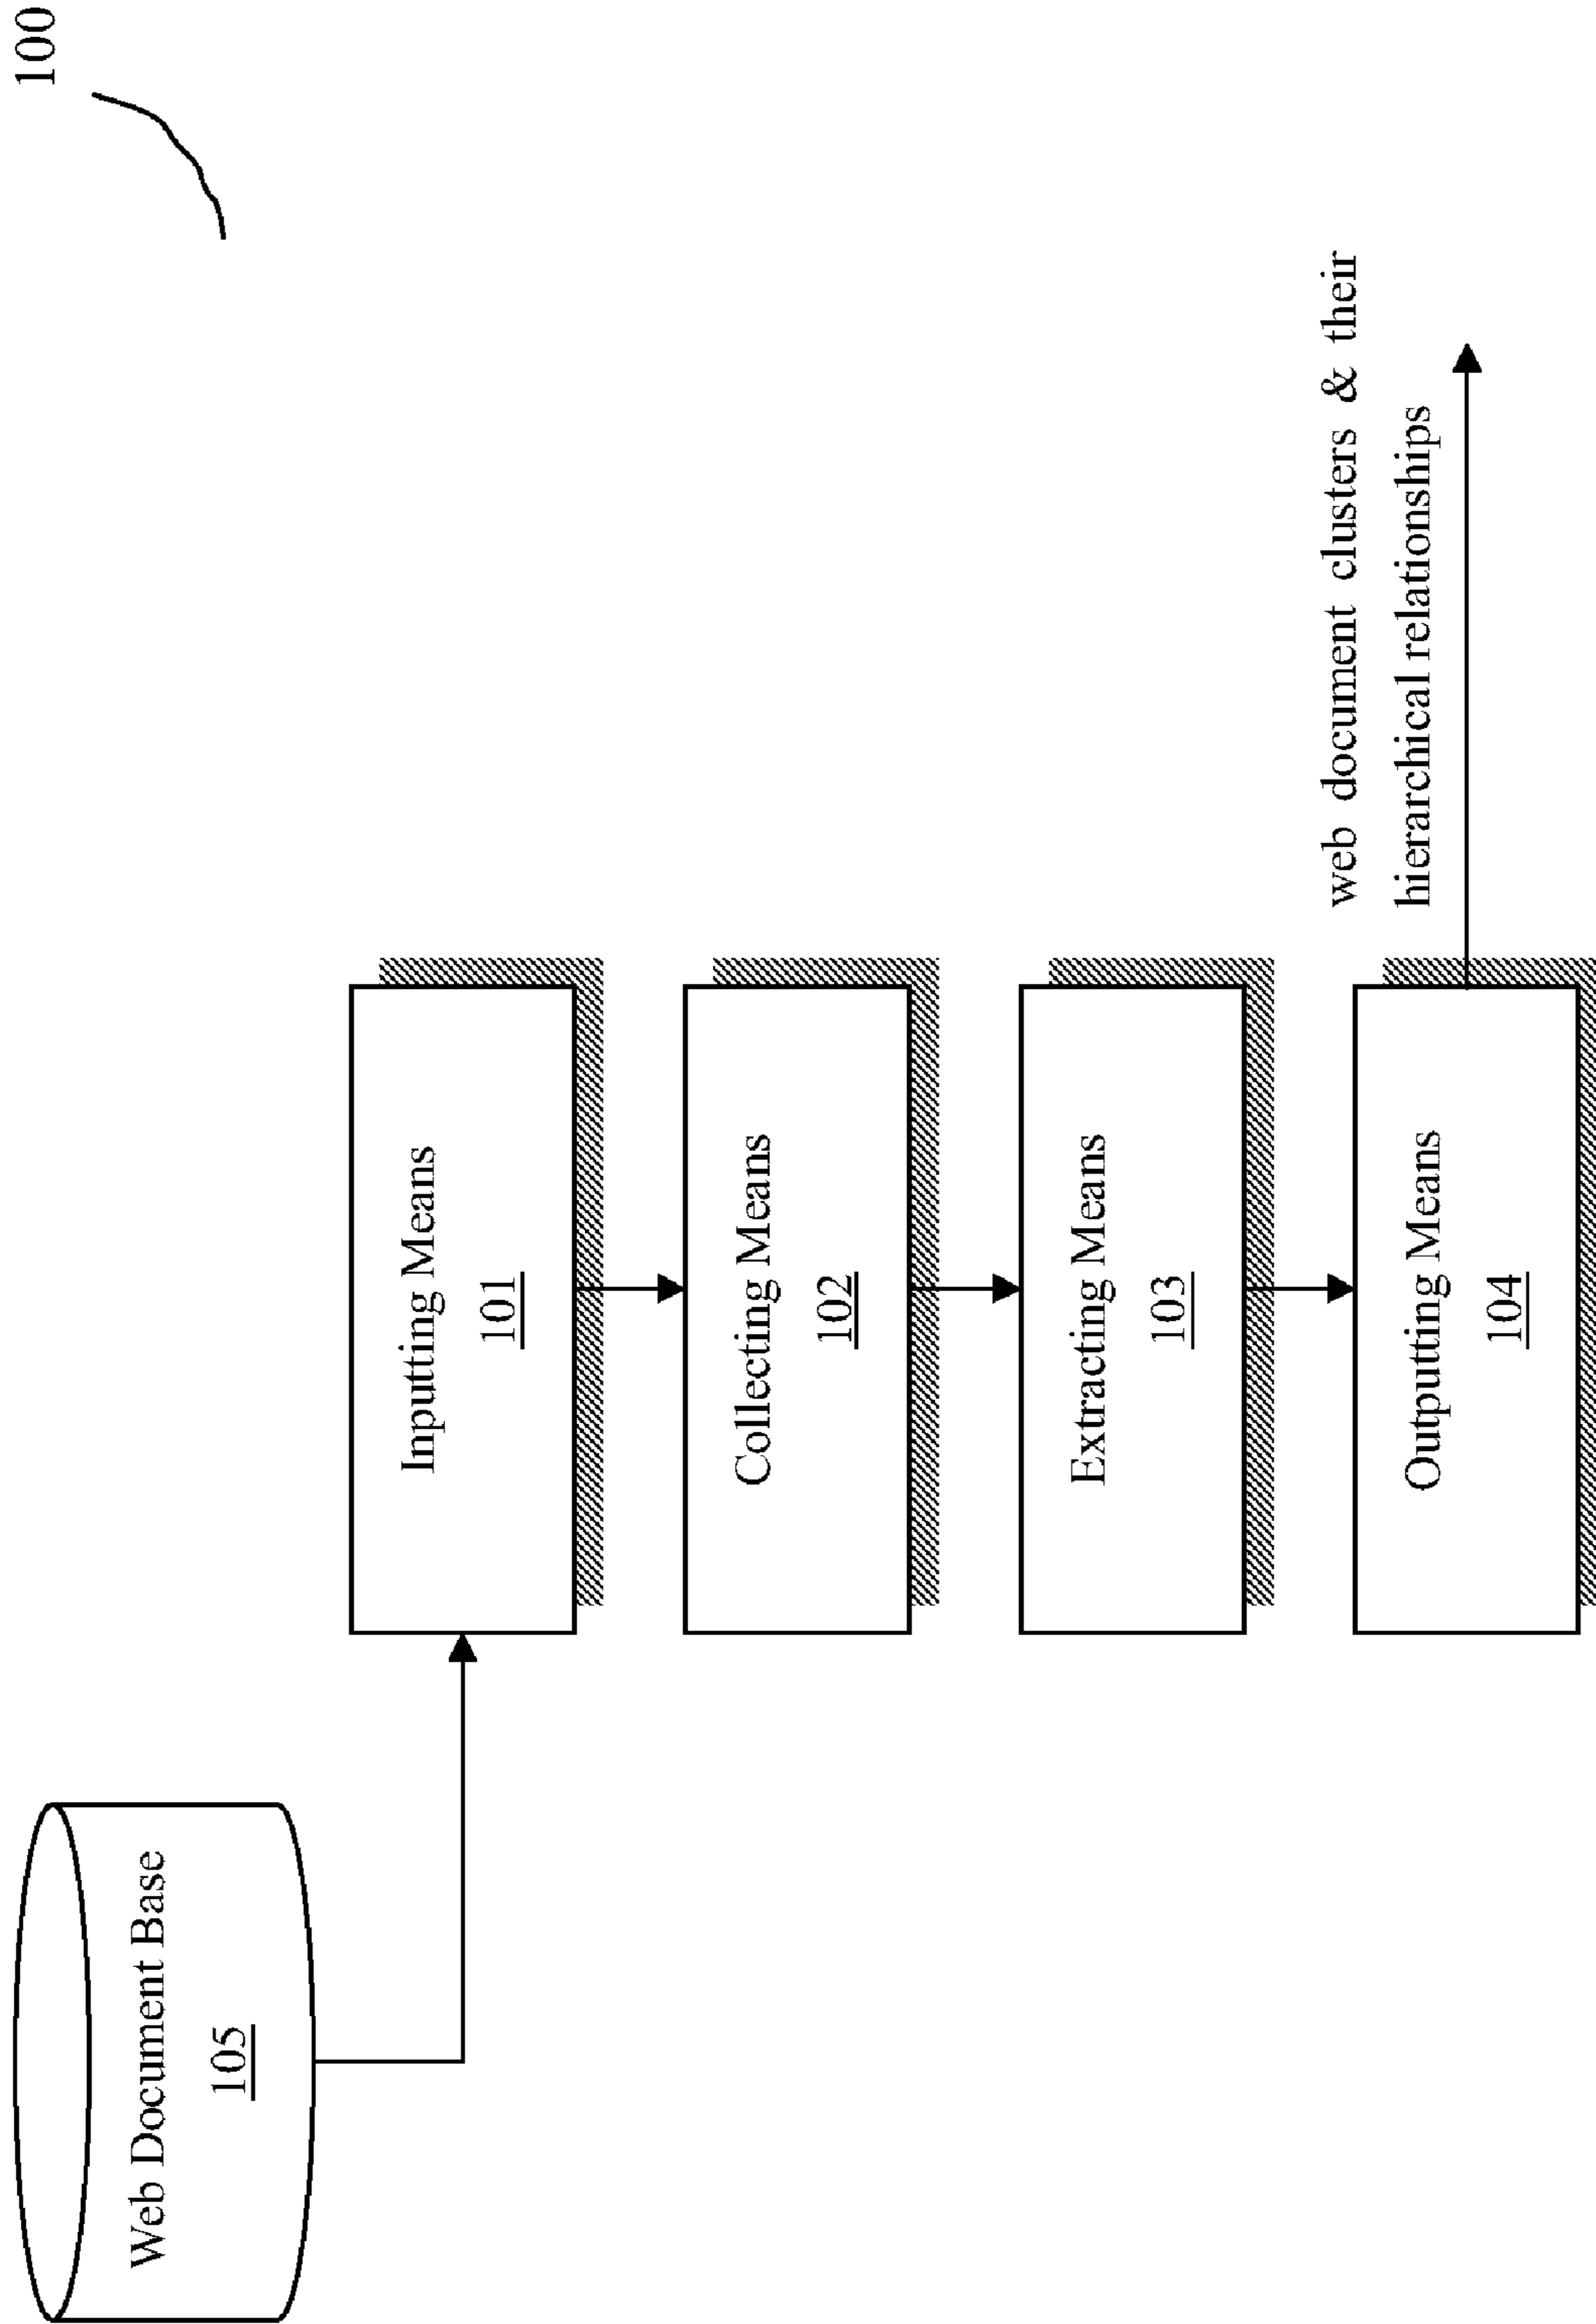 100
Web Document Base
105
Inputting Means
101
Collecting Means
102
Extracting Means
103
Outputting Means
104
web document clusters & their
hierarchical relationships